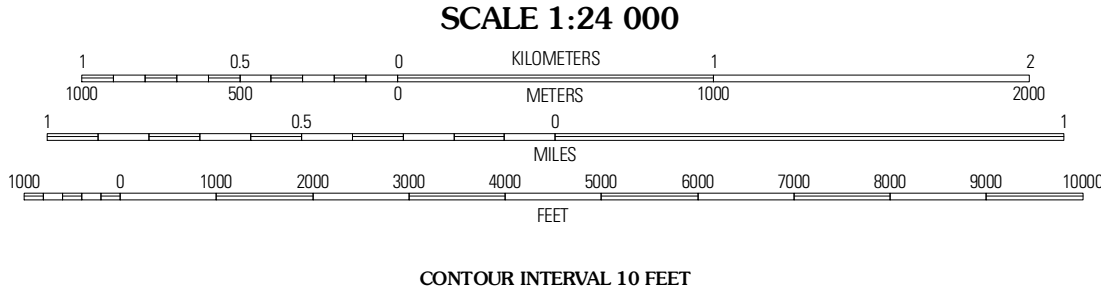 SCALE 1:24 000
1 0.5 0 KILOMETERS 1 2
1000 500 0 METERS 1000 2000
1 0.5 0 1
MILES
1000 0 1000 2000 3000 4000 5000 6000 7000 8000 9000 10000
FEET
CONTOUR INTERVAL 10 FEET